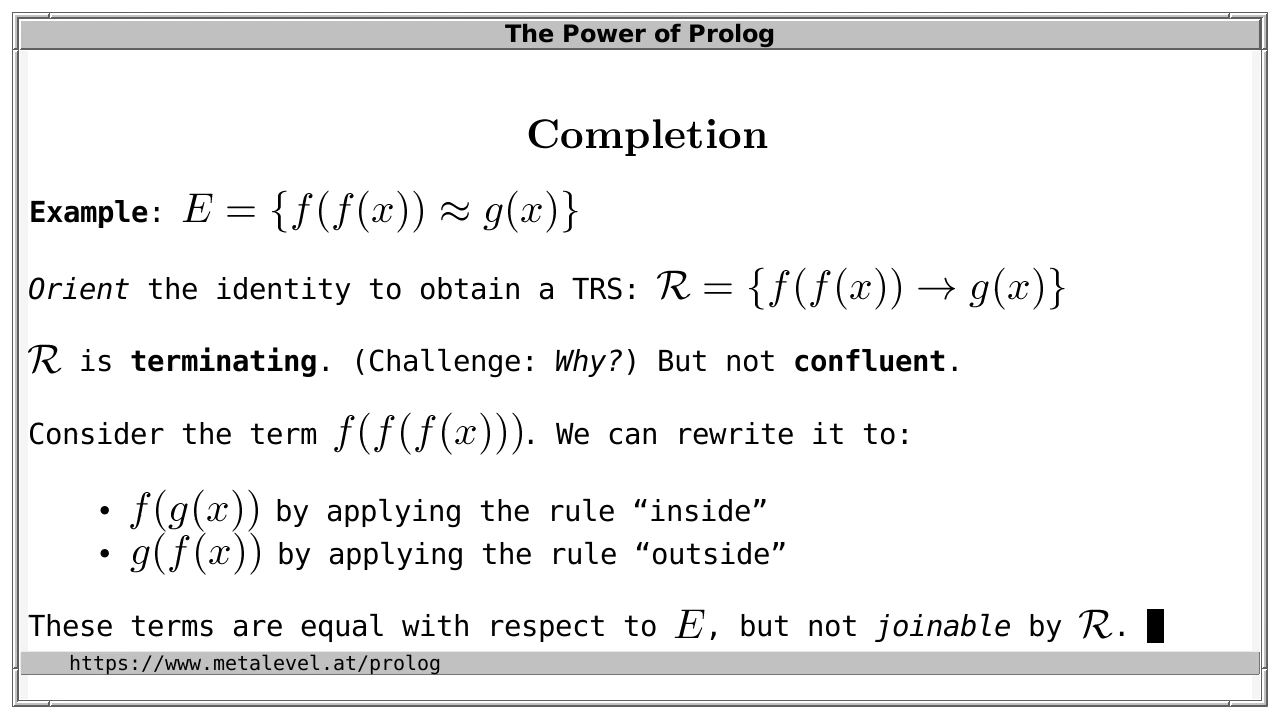 The Power of Prolog
Completion
Example: E = {f(f(x)) ≈ g(x)}
Orient the identity to obtain a TRS: ℛ = {f(f(x)) → g(x)}
ℛ is terminating. (Challenge: Why?) But not confluent.
Consider the term f(f(f(x))). We can rewrite it to:
• f(g(x)) by applying the rule “inside”
• g(f(x)) by applying the rule “outside”
These terms are equal with respect to E, but not joinable by ℛ.
https://www.metalevel.at/prolog